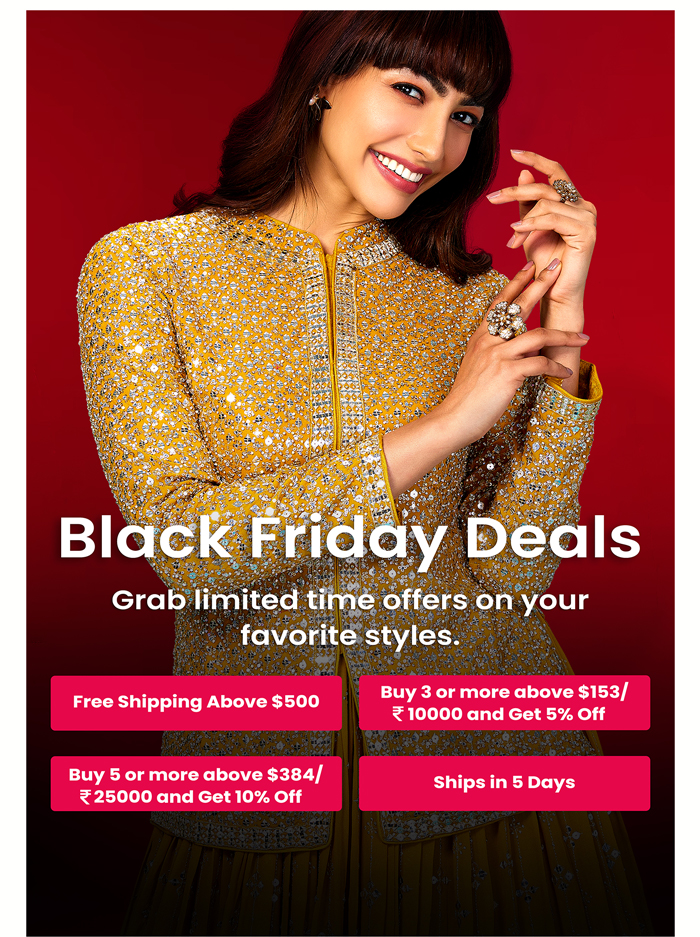 Black Friday Deals
Grab limited time offers on your
favorite styles.
Free Shipping Above $500
Buy 3 or more above $153/
₹ 10000 and Get 5% Off
Buy 5 or more above $384/
₹ 25000 and Get 10% Off
Ships in 5 Days